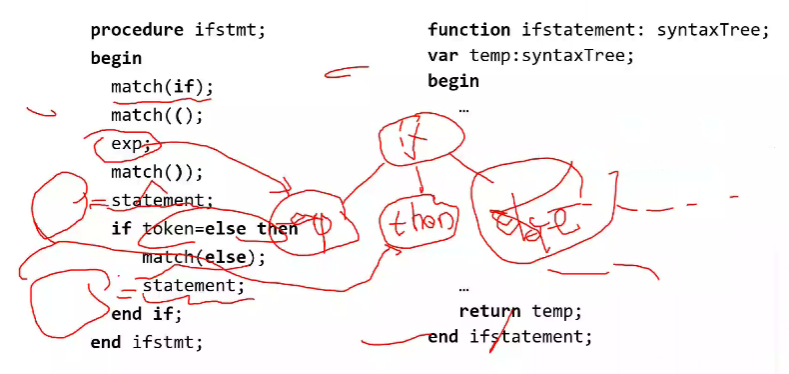 procedure ifstmt;
begin
match(if);
match(();
exp;
match());
statement;
if token=else then
match(else);
statement;
end if;
end ifstmt;
function ifstatement: syntaxTree;
var temp:syntaxTree;
begin
…
if
exp
then
else
…
return temp;
end ifstatement;